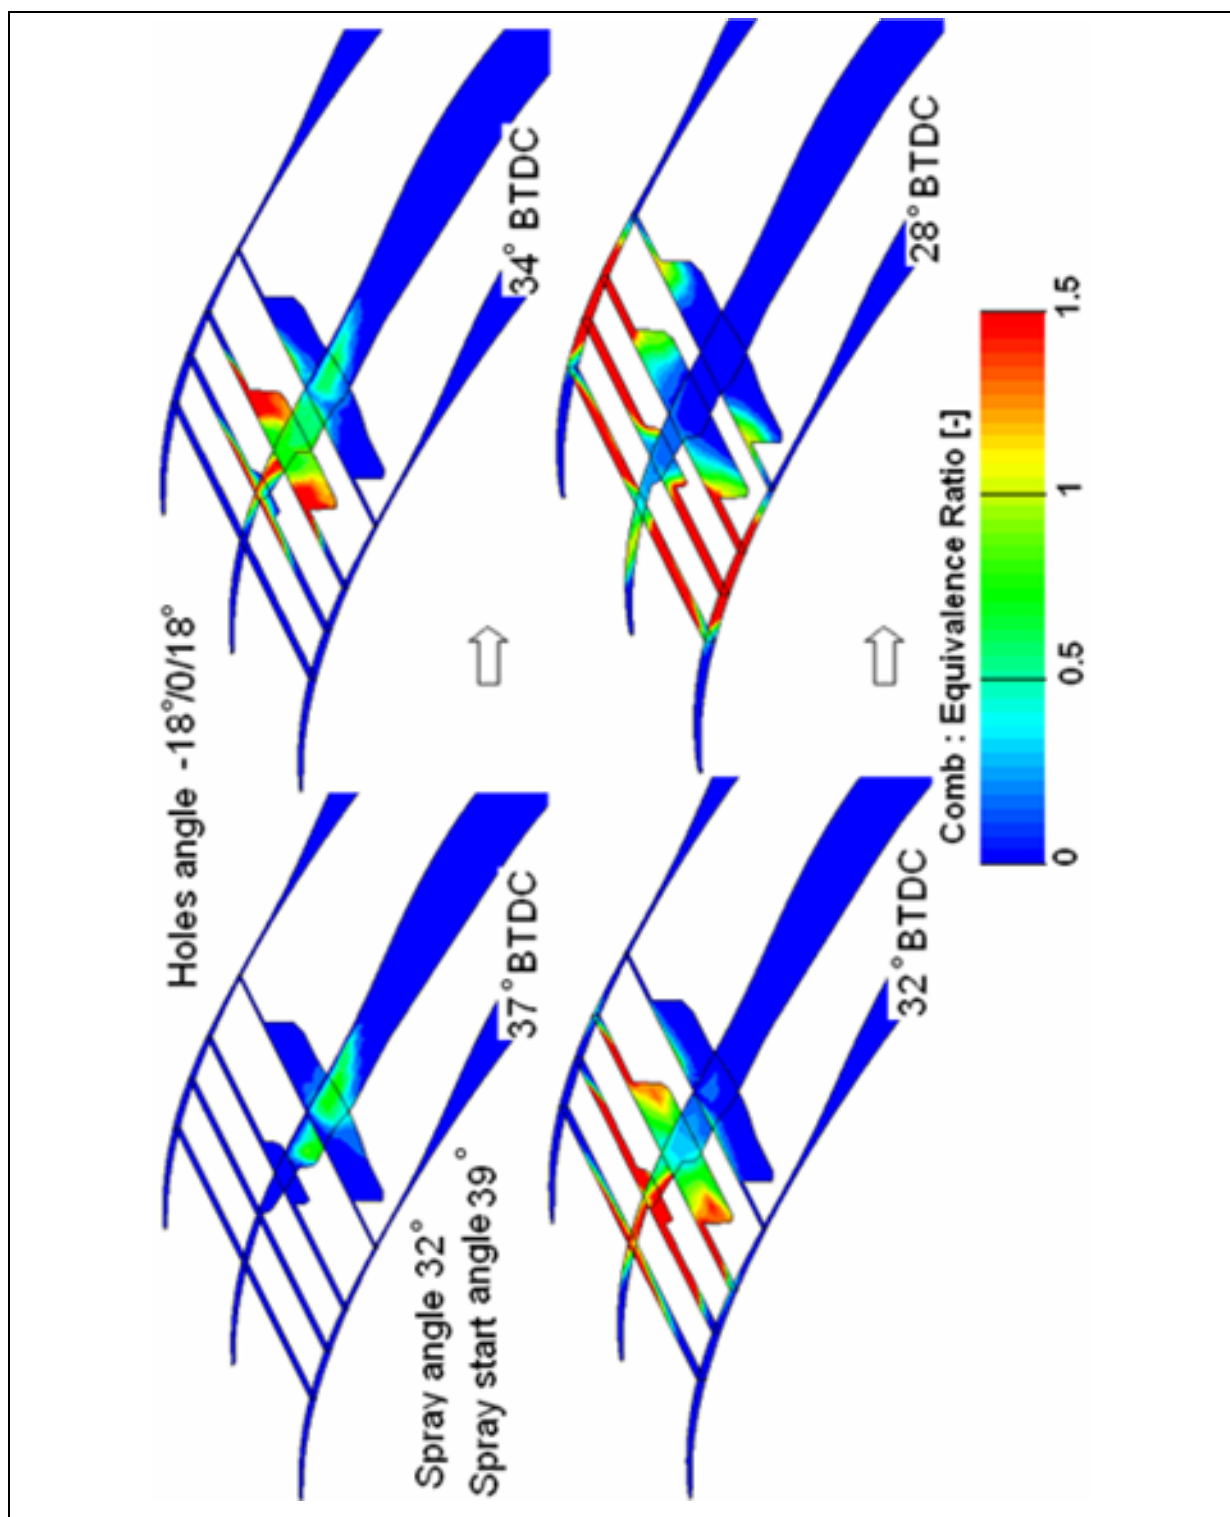 Holes angle -18°/0/18°
37°BTDC
34° BTDC
Spray angle 32°
Spray start angle 39°
32°BTDC
28°BTDC
Comb : Equivalence Ratio [-]
0
0.5
1
1.5